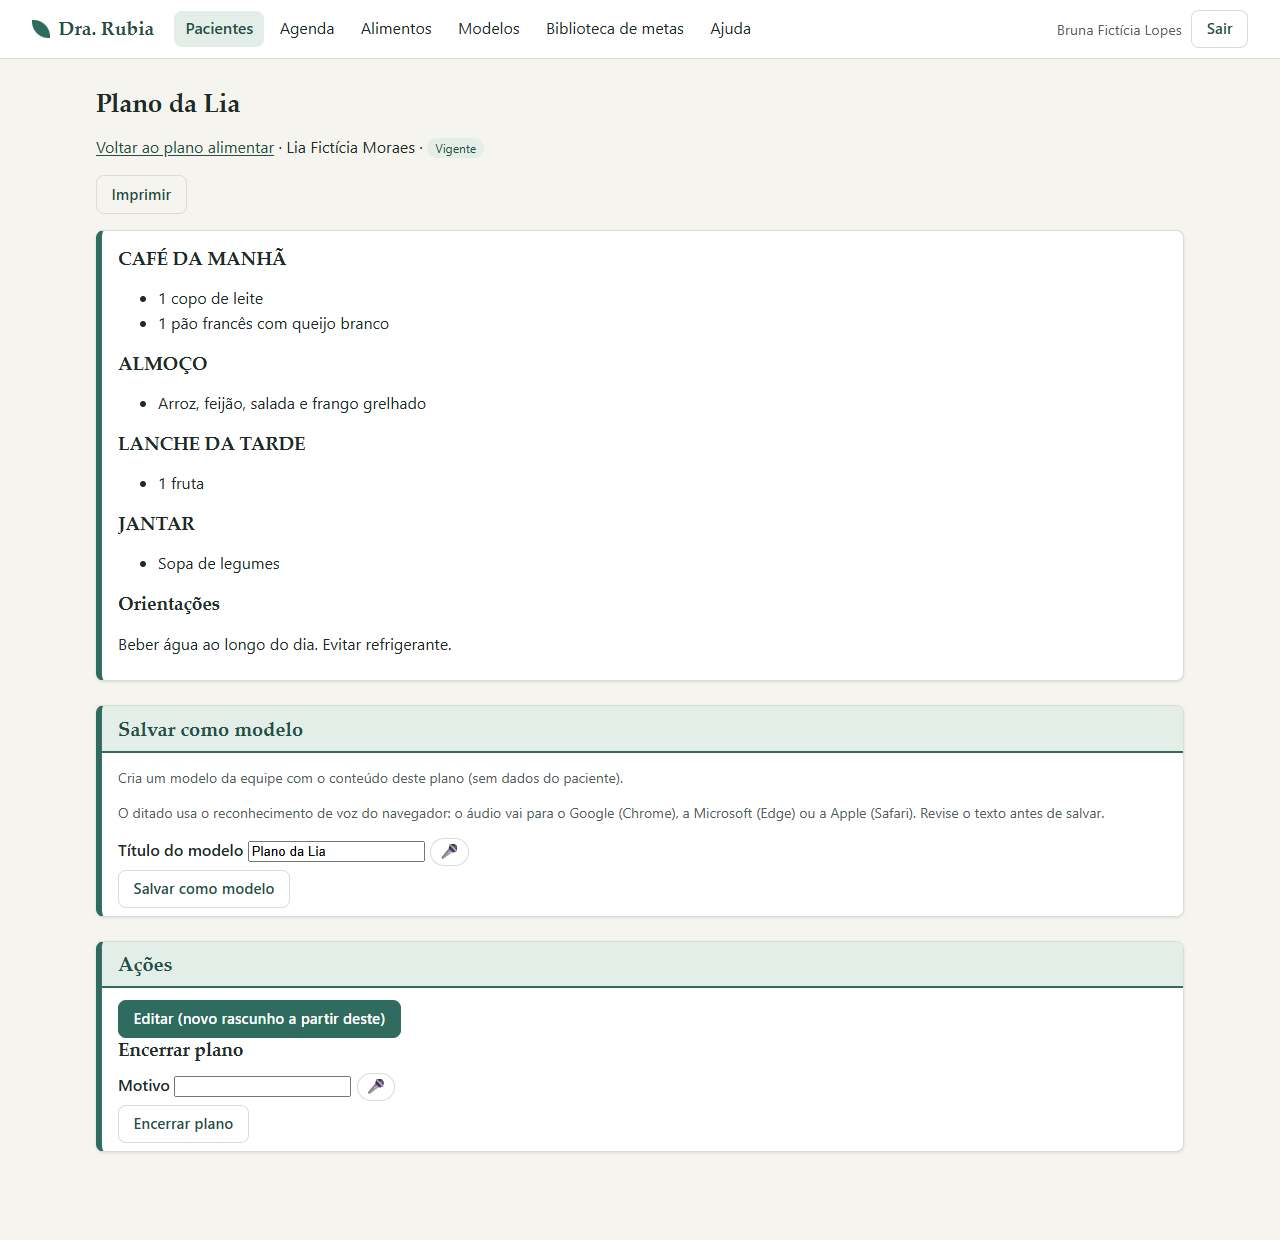 Dra. Rubia Pacientes Agenda Alimentos Modelos Biblioteca de metas Ajuda Bruna Fictícia Lopes Sair
Plano da Lia
Voltar ao plano alimentar · Lia Fictícia Moraes · Vigente
Imprimir
CAFÉ DA MANHÃ
• 1 copo de leite
• 1 pão francês com queijo branco
ALMOÇO
• Arroz, feijão, salada e frango grelhado
LANCHE DA TARDE
• 1 fruta
JANTAR
• Sopa de legumes
Orientações
Beber água ao longo do dia. Evitar refrigerante.
Salvar como modelo
Cria um modelo da equipe com o conteúdo deste plano (sem dados do paciente).
O ditado usa o reconhecimento de voz do navegador: o áudio vai para o Google (Chrome), a Microsoft (Edge) ou a Apple (Safari). Revise o texto antes de salvar.
Título do modelo Plano da Lia
Salvar como modelo
Ações
Editar (novo rascunho a partir deste)
Encerrar plano
Motivo
Encerrar plano